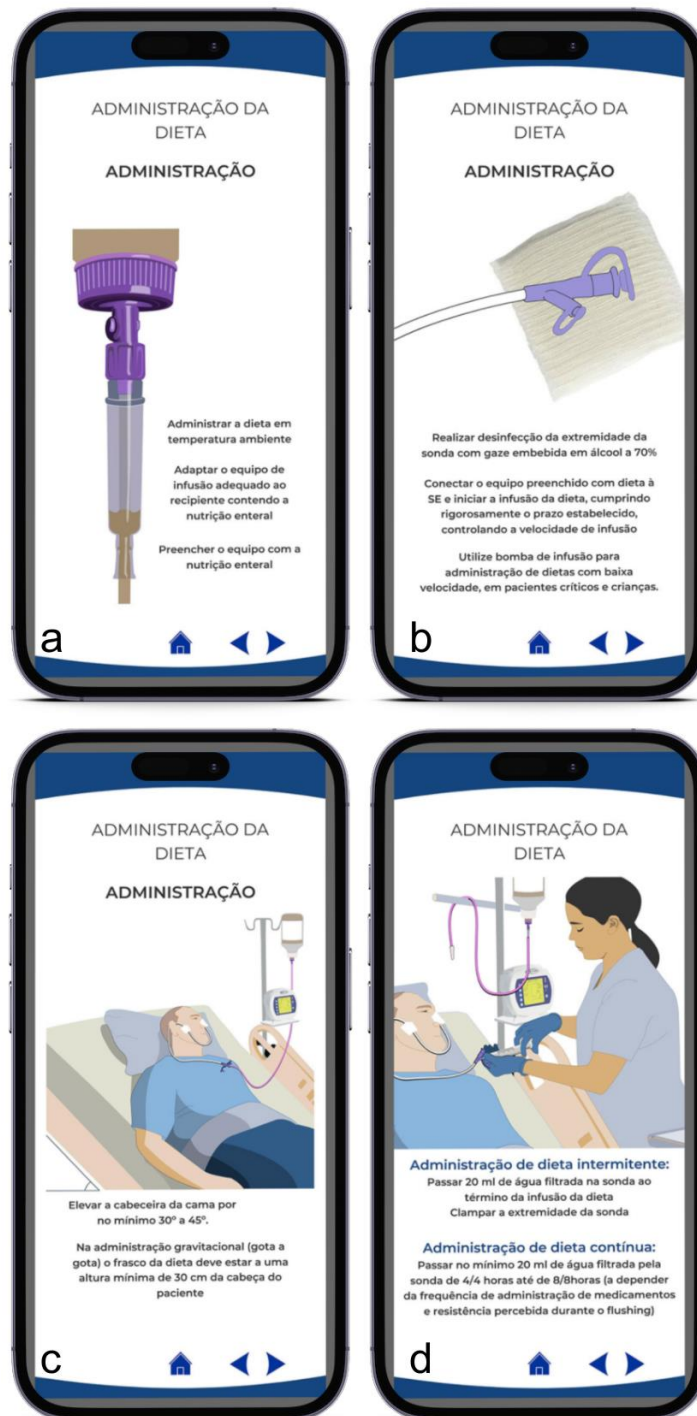 ADMINISTRAÇÃO DA
DIETA
ADMINISTRAÇÃO
Administrar a dieta em
temperatura ambiente
Adaptar o equipo de
infusão adequado ao
recipiente contendo a
nutrição enteral
Preencher o equipo com a
nutrição enteral
a
ADMINISTRAÇÃO DA
DIETA
ADMINISTRAÇÃO
Realizar desinfecção da extremidade da
sonda com gaze embebida em álcool a 70%
Conectar o equipo preenchido com dieta à
SE e iniciar a infusão da dieta, cumprindo
rigorosamente o prazo estabelecido,
controlando a velocidade de infusão
Utilize bomba de infusão para
administração de dietas com baixa
velocidade, em pacientes críticos e crianças.
b
ADMINISTRAÇÃO DA
DIETA
ADMINISTRAÇÃO
Elevar a cabeceira da cama por
no mínimo 30º a 45º.
Na administração gravitacional (gota a
gota) o frasco da dieta deve estar a uma
altura mínima de 30 cm da cabeça do
paciente
c
ADMINISTRAÇÃO DA
DIETA
Administração de dieta intermitente:
Passar 20 ml de água filtrada na sonda ao
término da infusão da dieta
Clampar a extremidade da sonda
Administração de dieta contínua:
Passar no mínimo 20 ml de água filtrada pela
sonda de 4/4 horas até de 8/8horas (a depender
da frequência de administração de medicamentos
e resistência percebida durante o flushing)
d